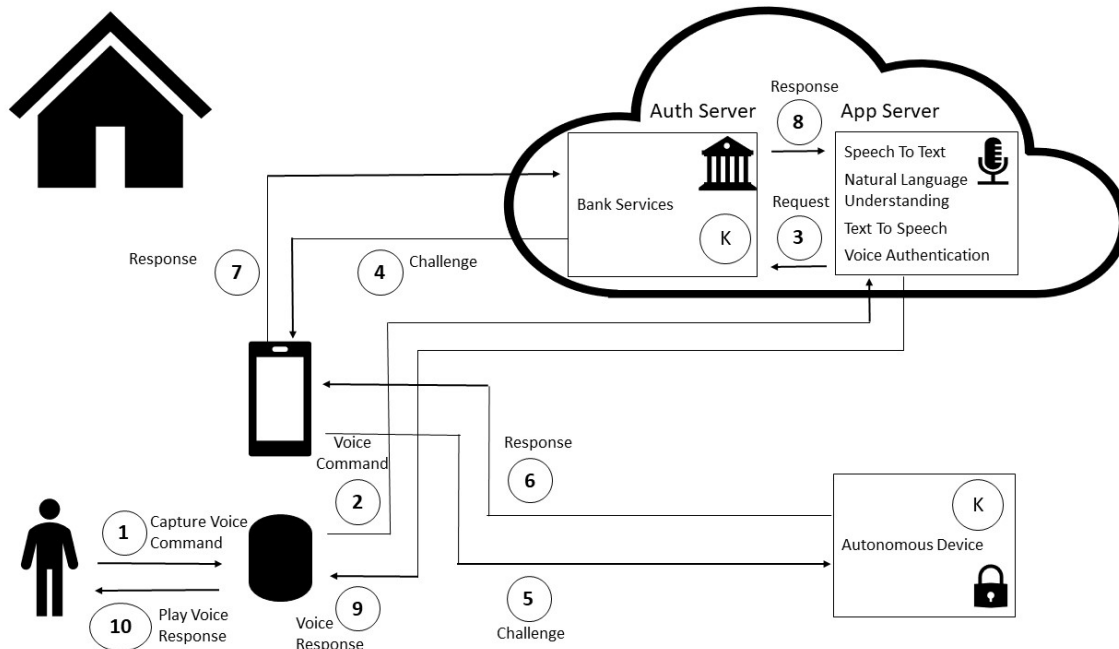 Response
8
Auth Server
App Server
Speech To Text
Natural Language
Understanding
Text To Speech
Voice Authentication
Bank Services
K
Request
3
Response
7
4
Challenge
Voice
Command
2
Response
6
K
Autonomous Device
1
Capture Voice
Command
10
Play Voice
Response
9
Voice
Response
5
Challenge